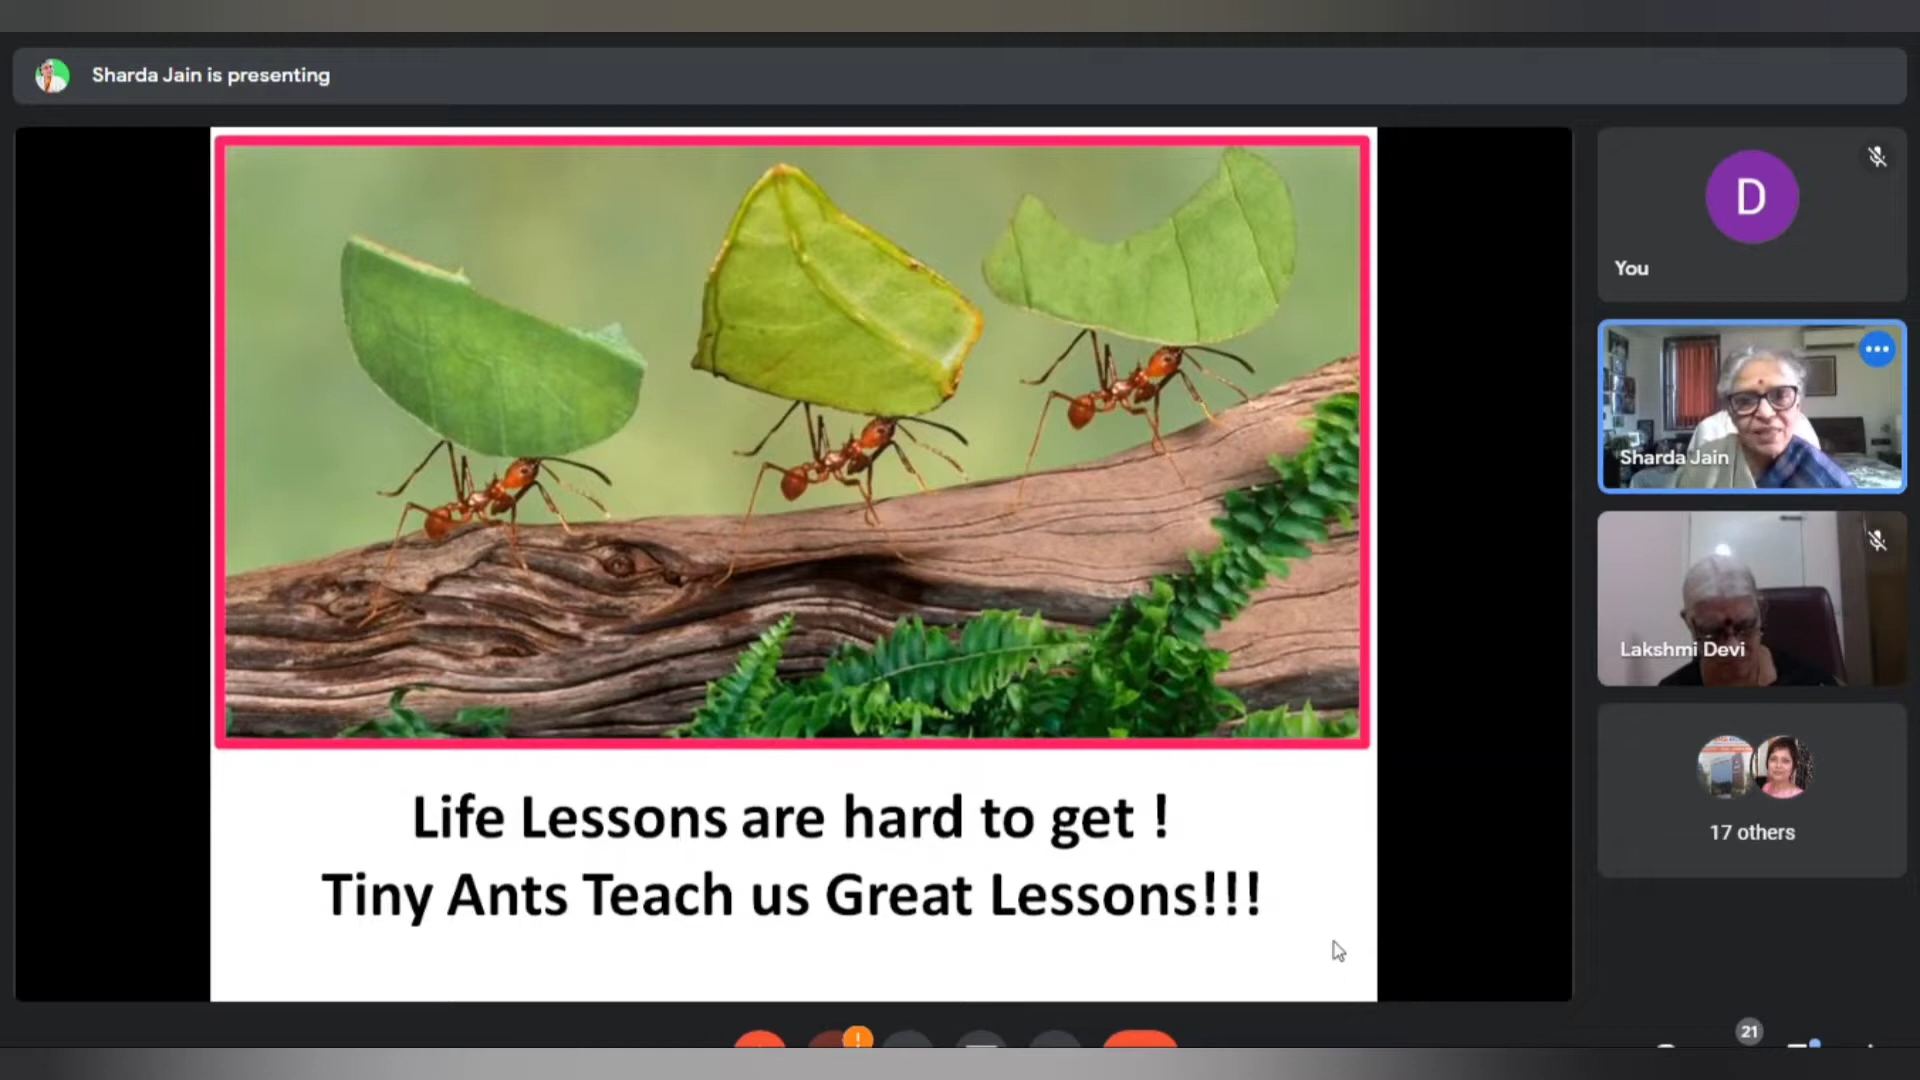 Sharda Jain is presenting
D
You
Sharda Jain
Lakshmi Devi
17 others
Life Lessons are hard to get !
Tiny Ants Teach us Great Lessons!!!
!
21